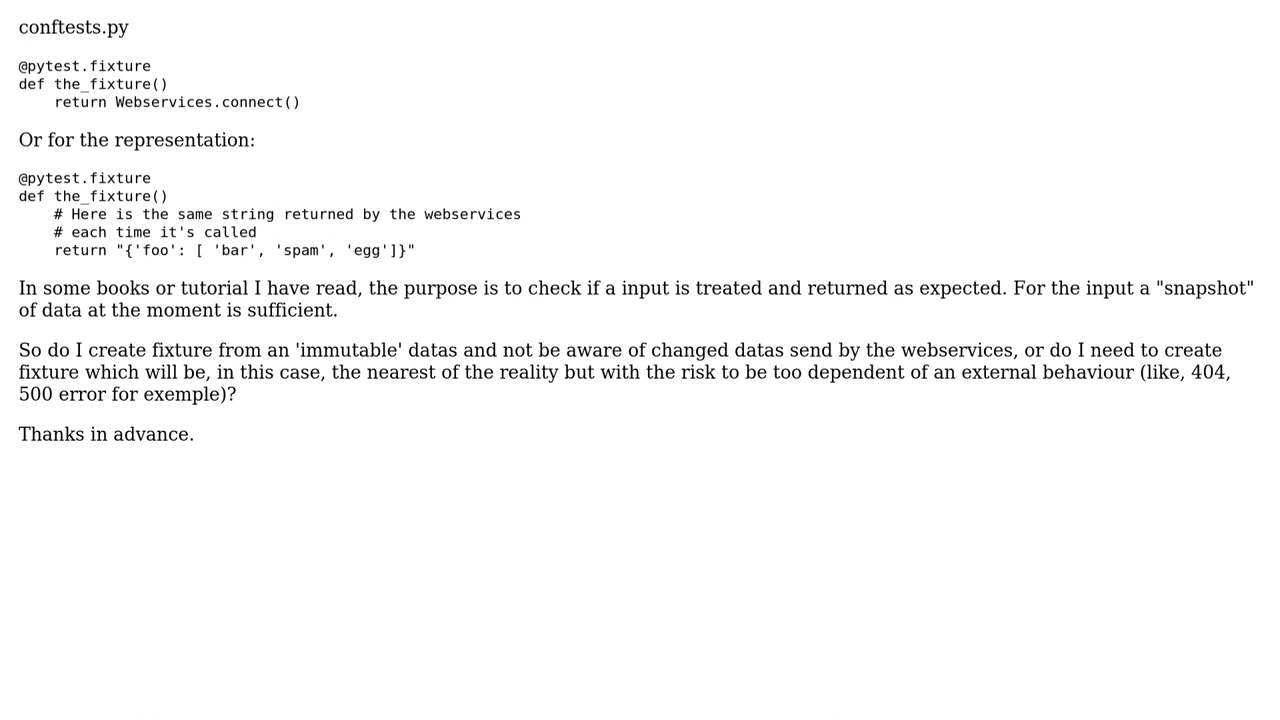 conftests.py
@pytest.fixture
def the_fixture()
    return Webservices.connect()
Or for the representation:
@pytest.fixture
def the_fixture()
    # Here is the same string returned by the webservices
    # each time it's called
    return "{'foo': [ 'bar', 'spam', 'egg']}"
In some books or tutorial I have read, the purpose is to check if a input is treated and returned as expected. For the input a "snapshot"
of data at the moment is sufficient.
So do I create fixture from an 'immutable' datas and not be aware of changed datas send by the webservices, or do I need to create
fixture which will be, in this case, the nearest of the reality but with the risk to be too dependent of an external behaviour (like, 404,
500 error for exemple)?
Thanks in advance.